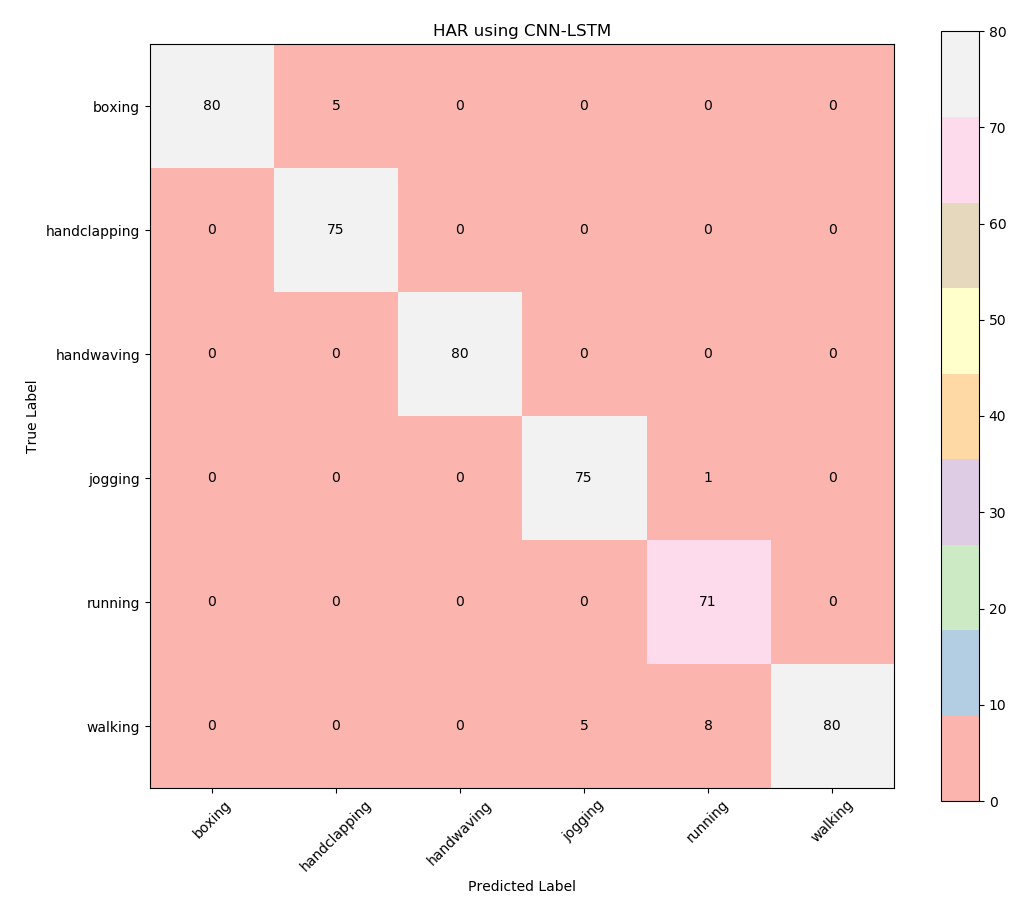 HAR using CNN-LSTM
80
boxing 80 5 0 0 0 0
70
handclapping 0 75 0 0 0 0
60
50
handwaving 0 0 80 0 0 0
True Label
40
jogging 0 0 0 75 1 0
30
running 0 0 0 0 71 0
20
walking 0 0 0 5 8 80
10
0
boxing handclapping handwaving jogging running walking
Predicted Label